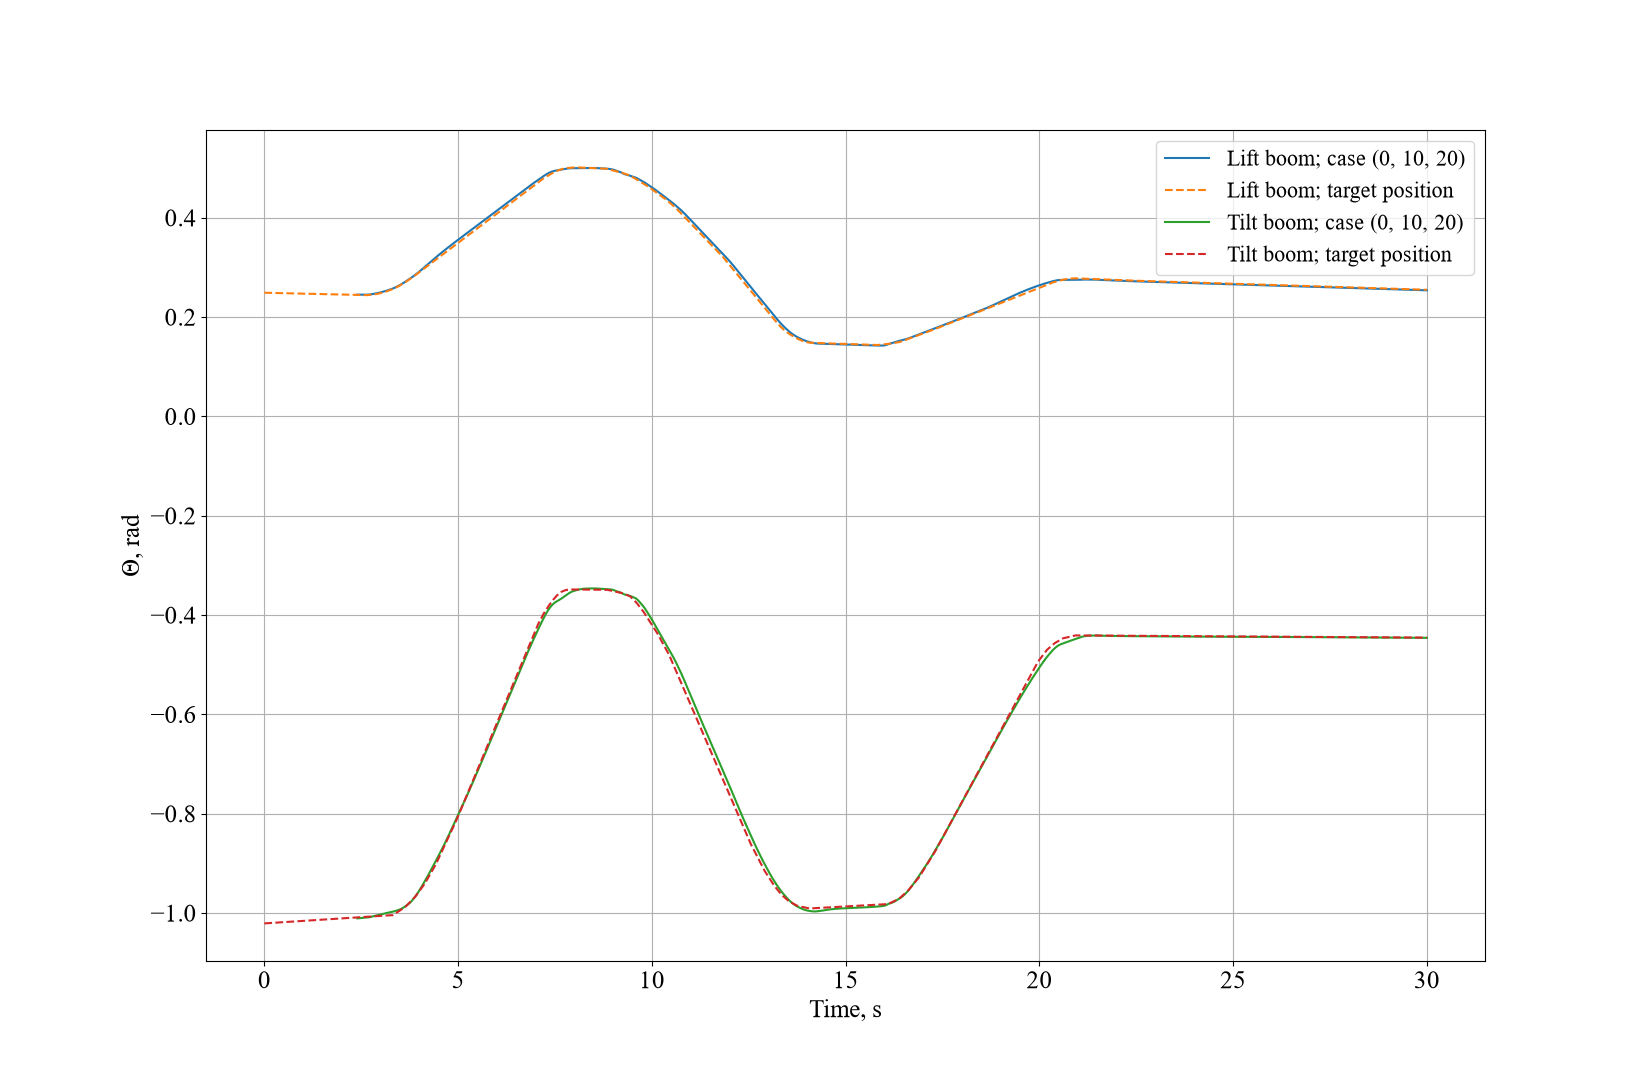 Lift boom; case (0, 10, 20)
Lift boom; target position
Tilt boom; case (0, 10, 20)
Tilt boom; target position
0.4
0.2
0.0
−0.2
−0.4
−0.6
−0.8
−1.0
Θ, rad
0 5 10 15 20 25 30
Time, s